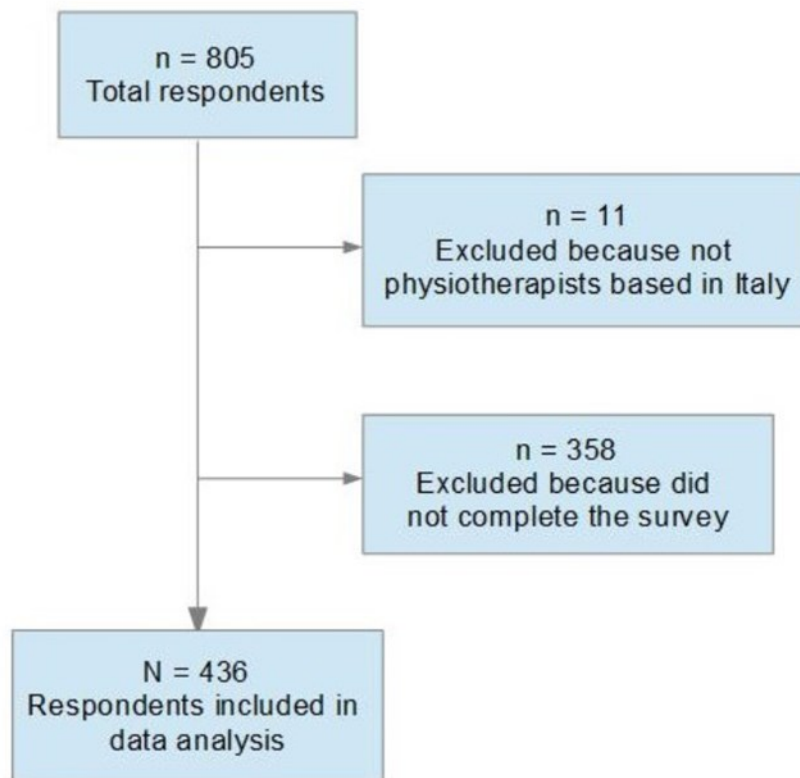 n = 805
Total respondents
n = 11
Excluded because not
physiotherapists based in Italy
n = 358
Excluded because did
not complete the survey
N = 436
Respondents included in
data analysis